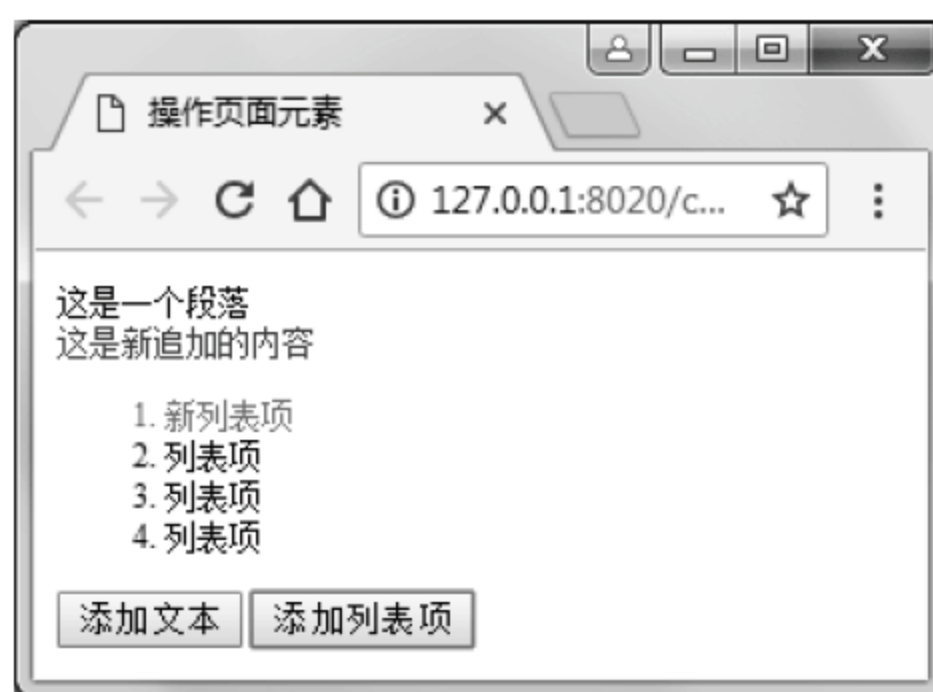 操作页面元素
127.0.0.1:8020/c...
这是一个段落
这是新追加的内容
1. 新列表项
2. 列表项
3. 列表项
4. 列表项
添加文本 添加列表项